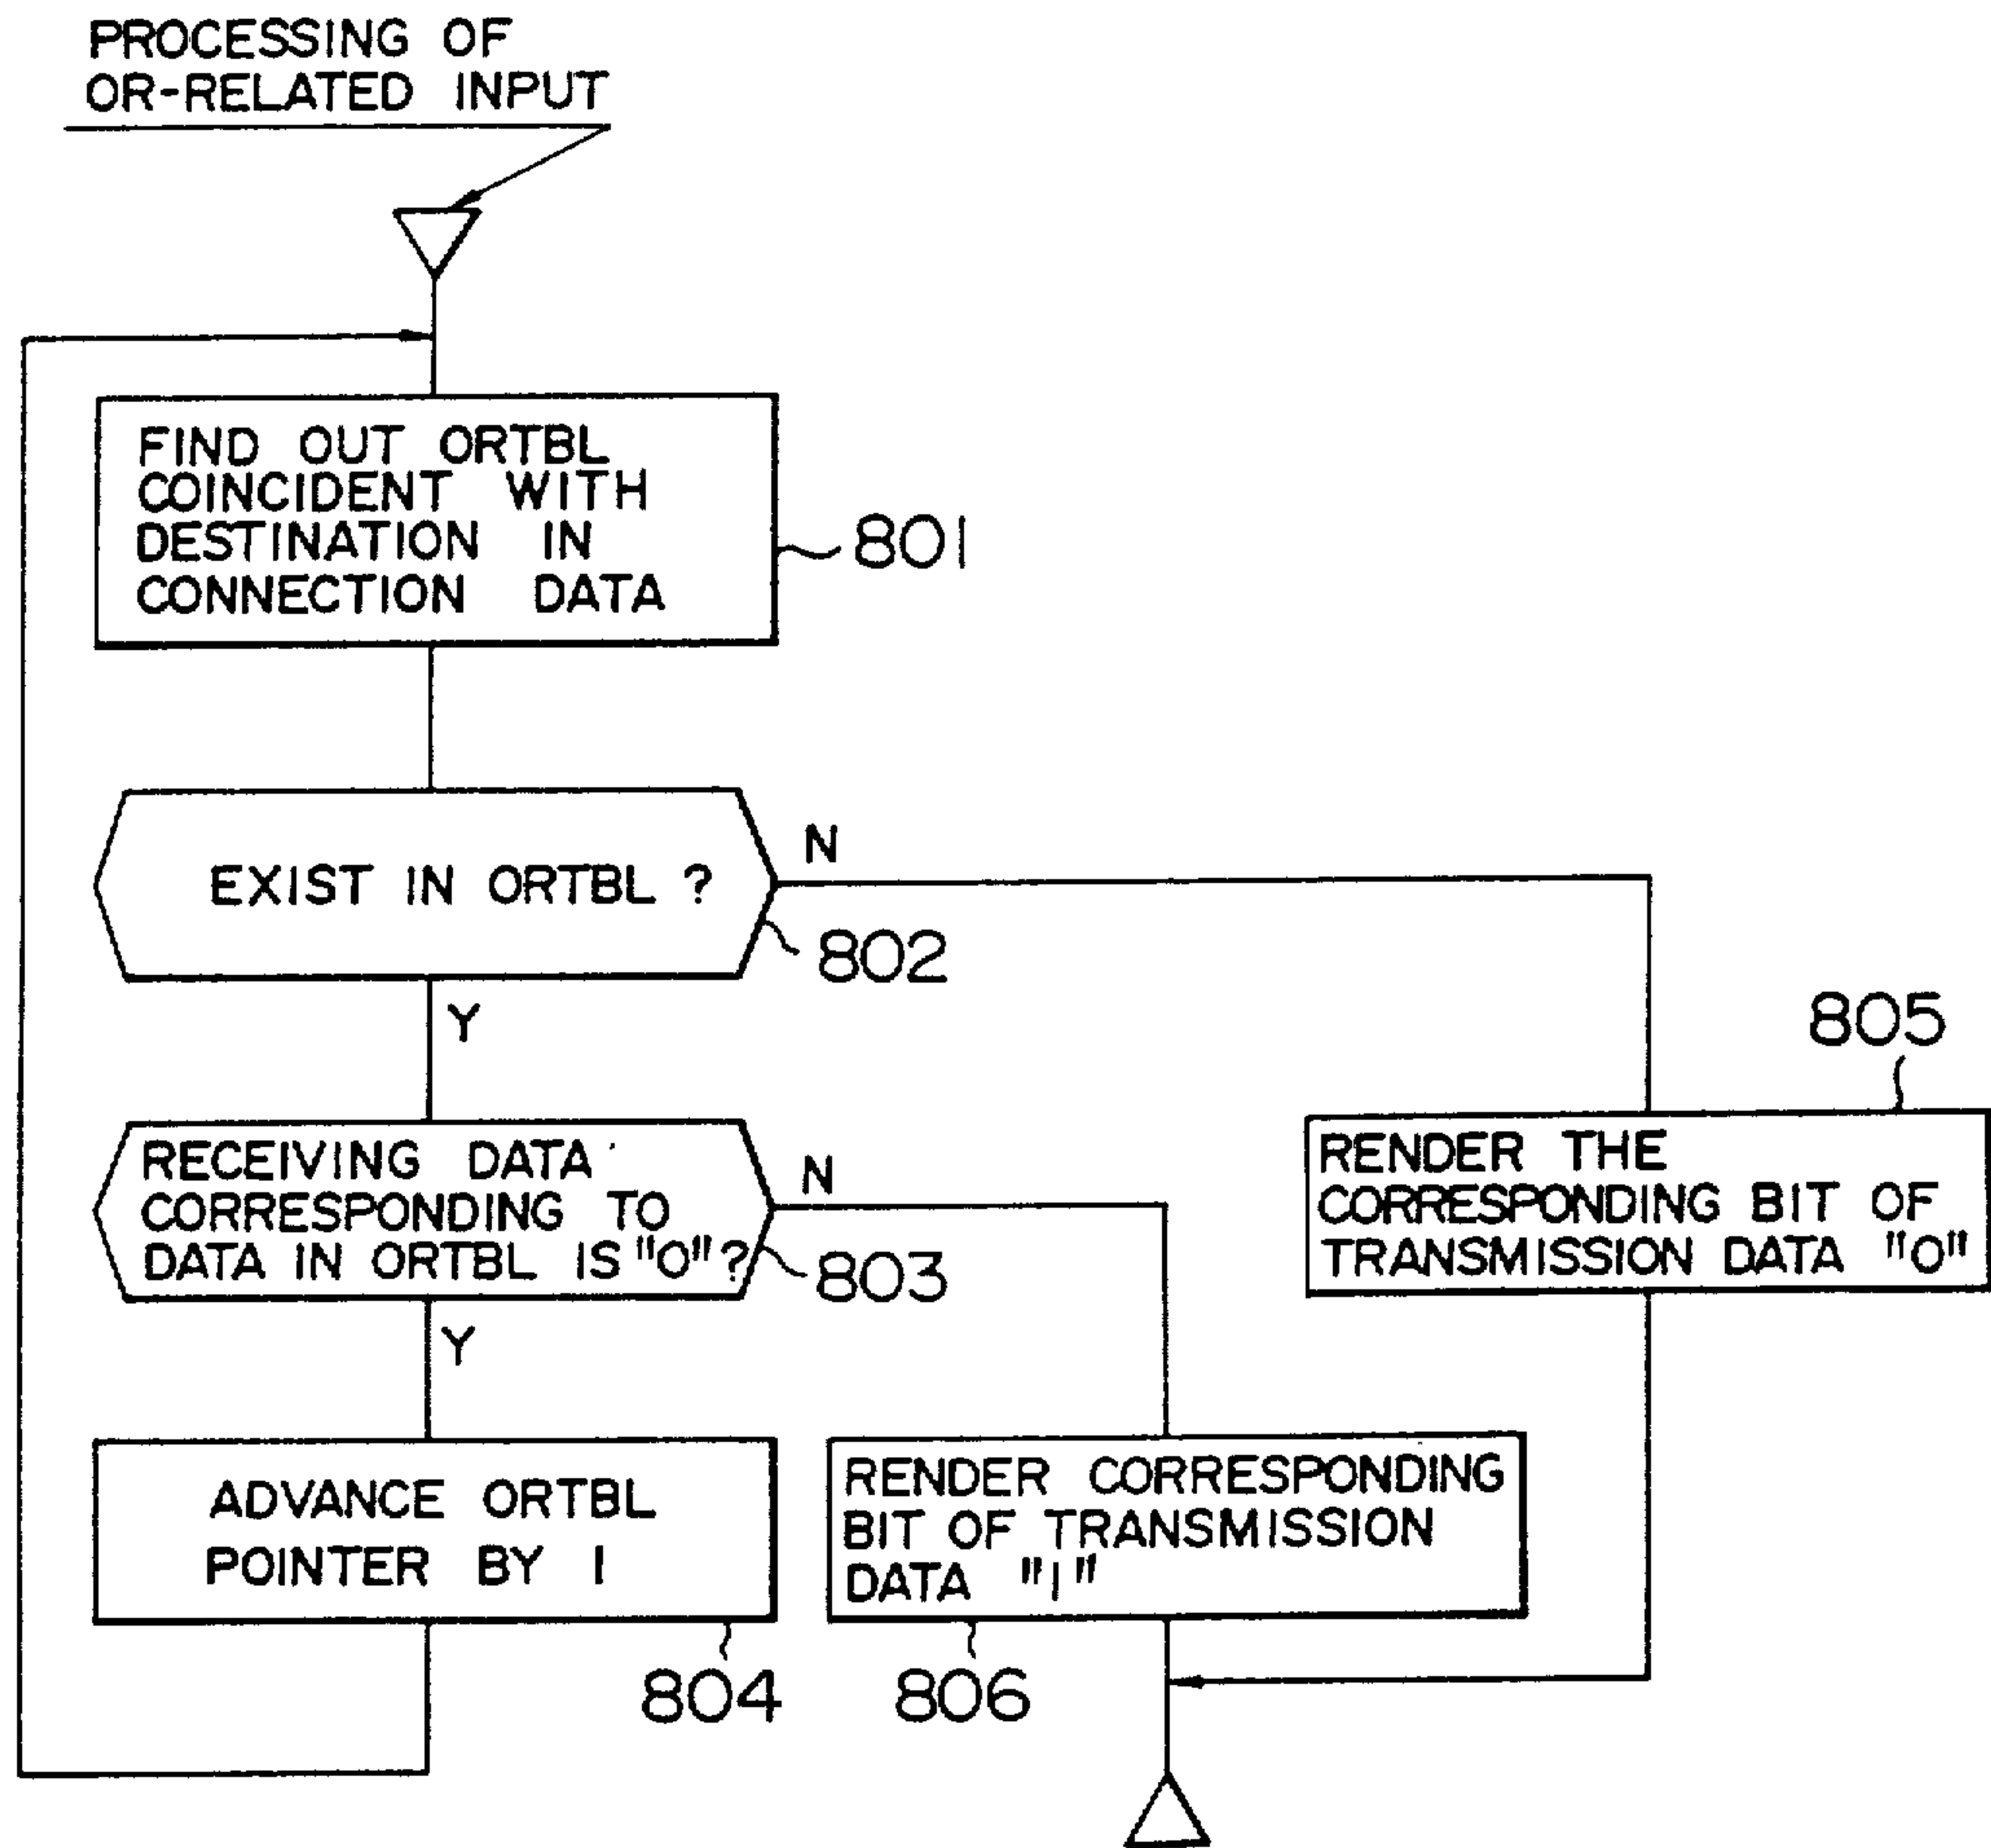 PROCESSING OF
OR-RELATED INPUT
FIND OUT ORTBL
COINCIDENT WITH
DESTINATION IN
CONNECTION DATA
801
EXIST IN ORTBL ?
N
802
Y
RECEIVING DATA
CORRESPONDING TO
DATA IN ORTBL IS "0"?
N
803
Y
805
RENDER THE
CORRESPONDING BIT OF
TRANSMISSION DATA "0"
ADVANCE ORTBL
POINTER BY 1
804
RENDER CORRESPONDING
BIT OF TRANSMISSION
DATA "1"
806